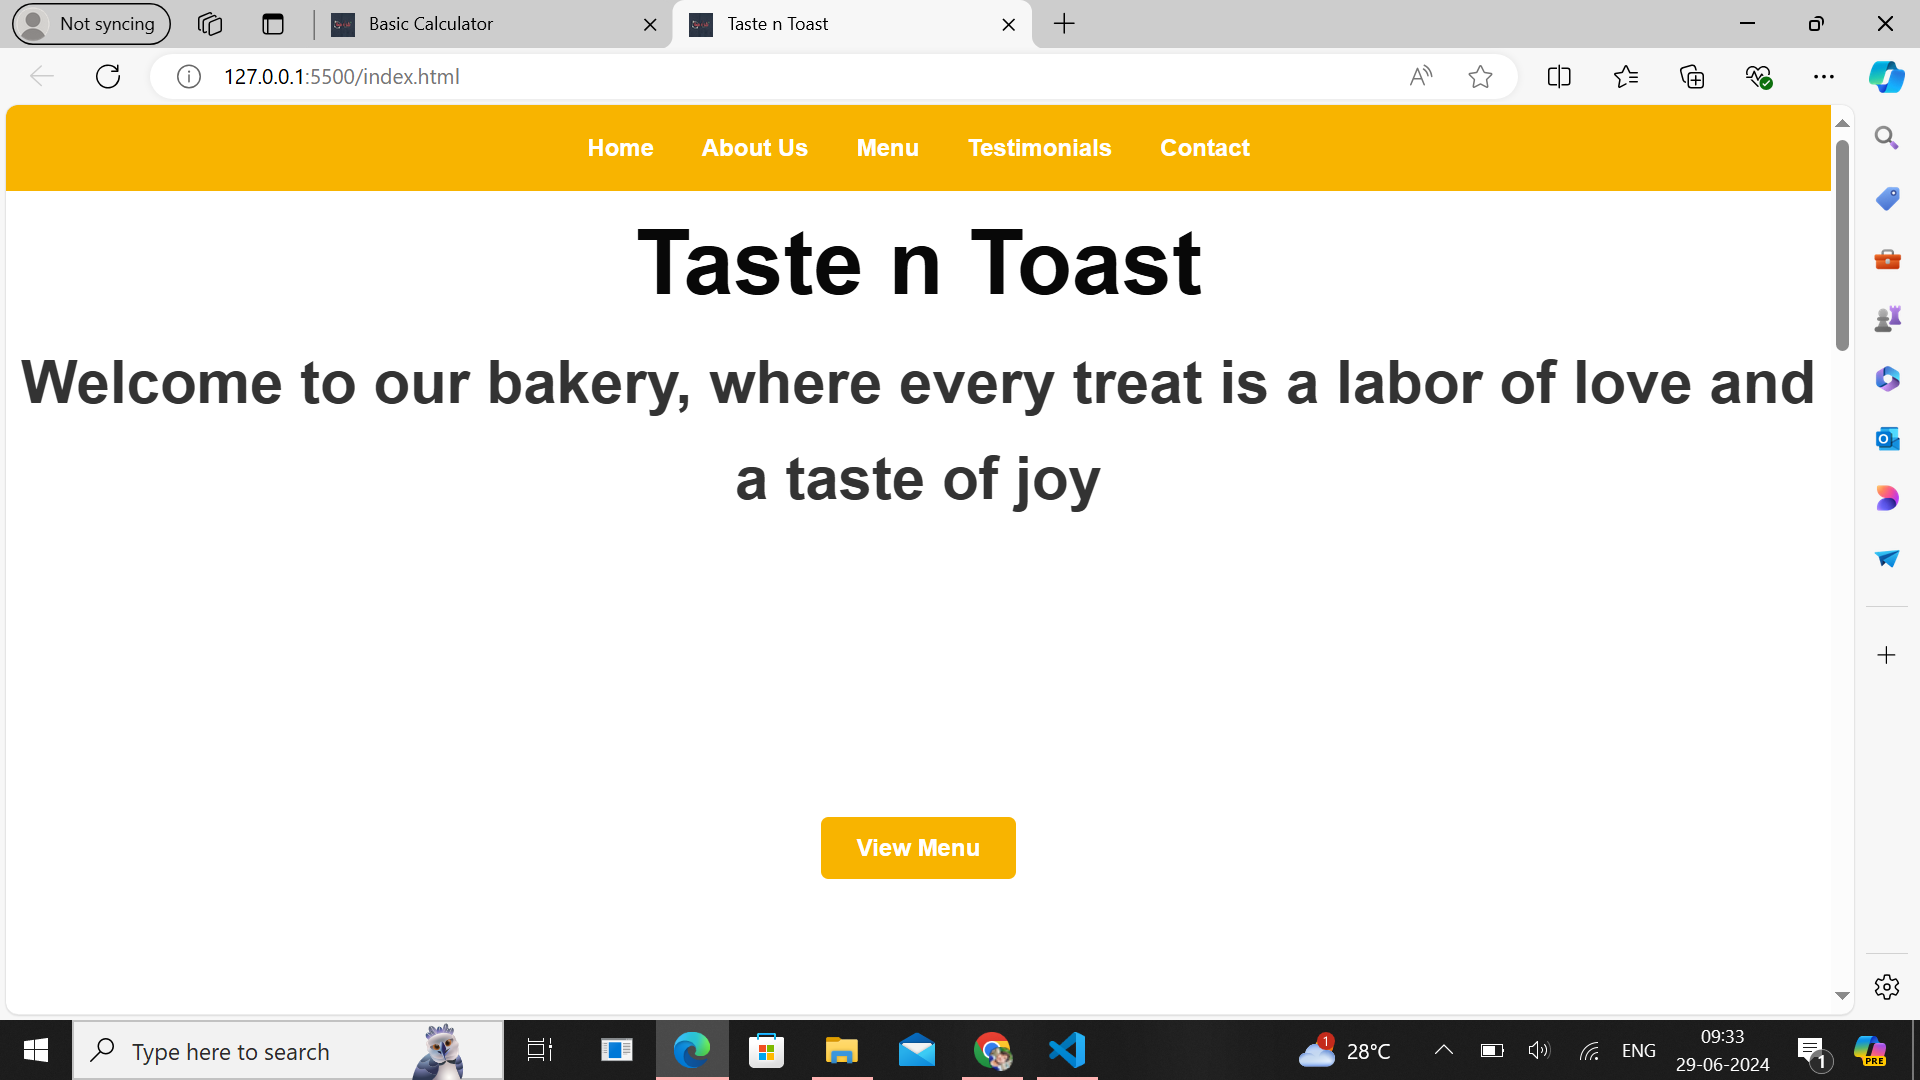 Not syncing
Basic Calculator
Taste n Toast
127.0.0.1:5500/index.html
Home About Us Menu Testimonials Contact
Taste n Toast
Welcome to our bakery, where every treat is a labor of love and
a taste of joy
View Menu
Type here to search
1
28°C
ENG
09:33
29-06-2024
1
PRE